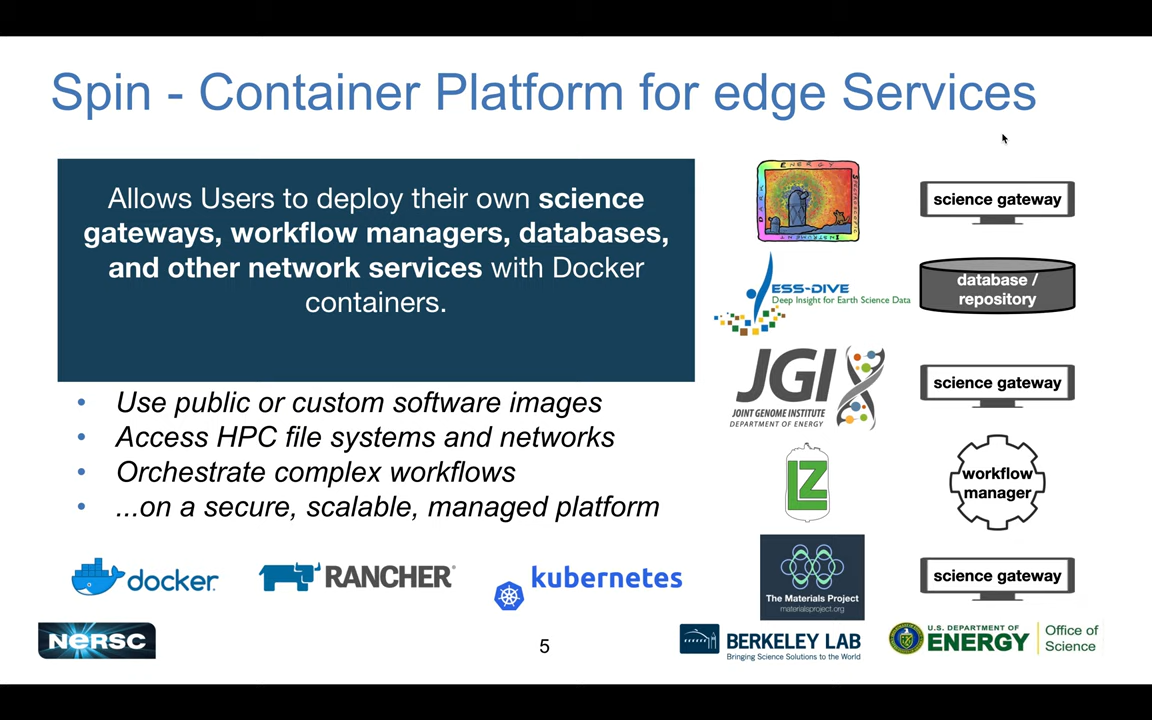 Spin - Container Platform for edge Services
Allows Users to deploy their own science
gateways, workflow managers, databases,
and other network services with Docker
containers.
• Use public or custom software images
• Access HPC file systems and networks
• Orchestrate complex workflows
• ...on a secure, scalable, managed platform
docker
RANCHER
kubernetes
ENERGY
science gateway
ESS-DIVE
Deep Insight for Earth Science Data
database /
repository
JGI
JOINT GENOME INSTITUTE
DEPARTMENT OF ENERGY
science gateway
LZ
workflow
manager
The Materials Project
materialsproject.org
science gateway
NERSC
5
BERKELEY LAB
Bringing Science Solutions to the World
U.S. DEPARTMENT OF
ENERGY
Office of
Science